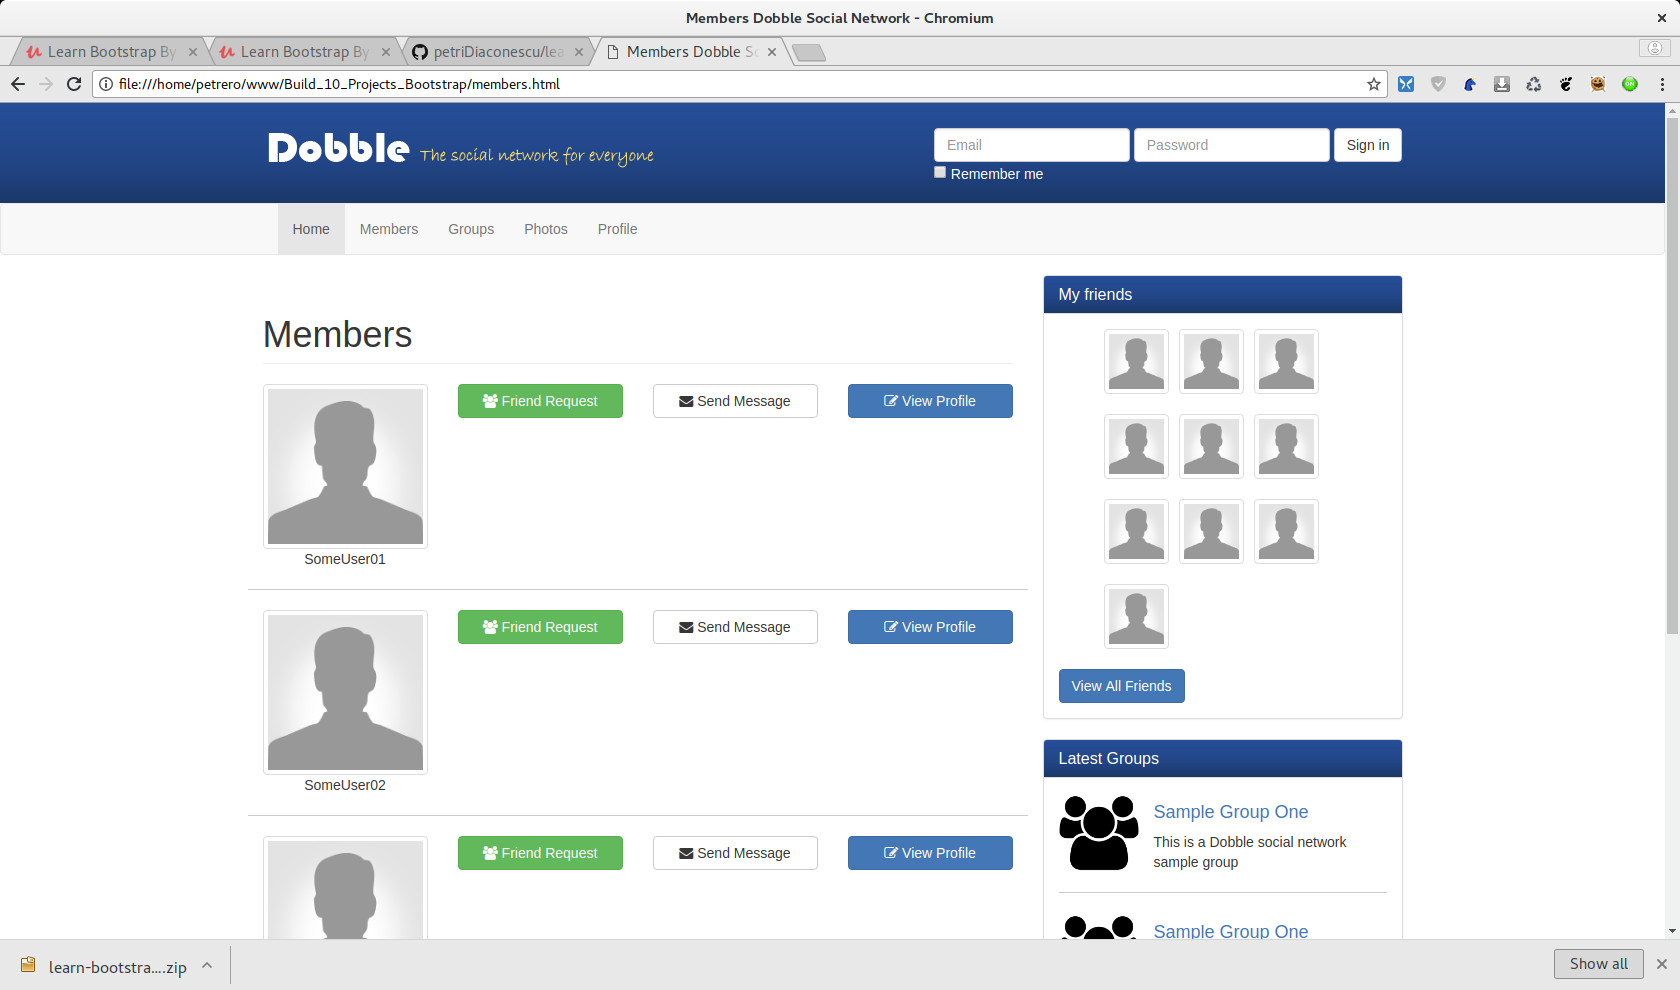 Members Dobble Social Network - Chromium
Learn Bootstrap By
Learn Bootstrap By
petriDiaconescu/lea
Members Dobble So
file:///home/petrero/www/Build_10_Projects_Bootstrap/members.html
Dobble The social network for everyone
Email Password Sign in
Remember me
Home Members Groups Photos Profile
Members
Friend Request Send Message View Profile
SomeUser01
Friend Request Send Message View Profile
SomeUser02
Friend Request Send Message View Profile
My friends
View All Friends
Latest Groups
Sample Group One
This is a Dobble social network
sample group
Sample Group One
learn-bootstra....zip
Show all